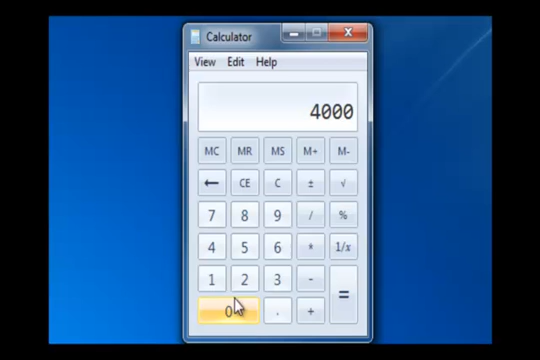 Calculator
View Edit Help
4000
MC MR MS M+ M-
← CE C ± √
7 8 9 / %
4 5 6 * 1/x
1 2 3 - =
0 . +